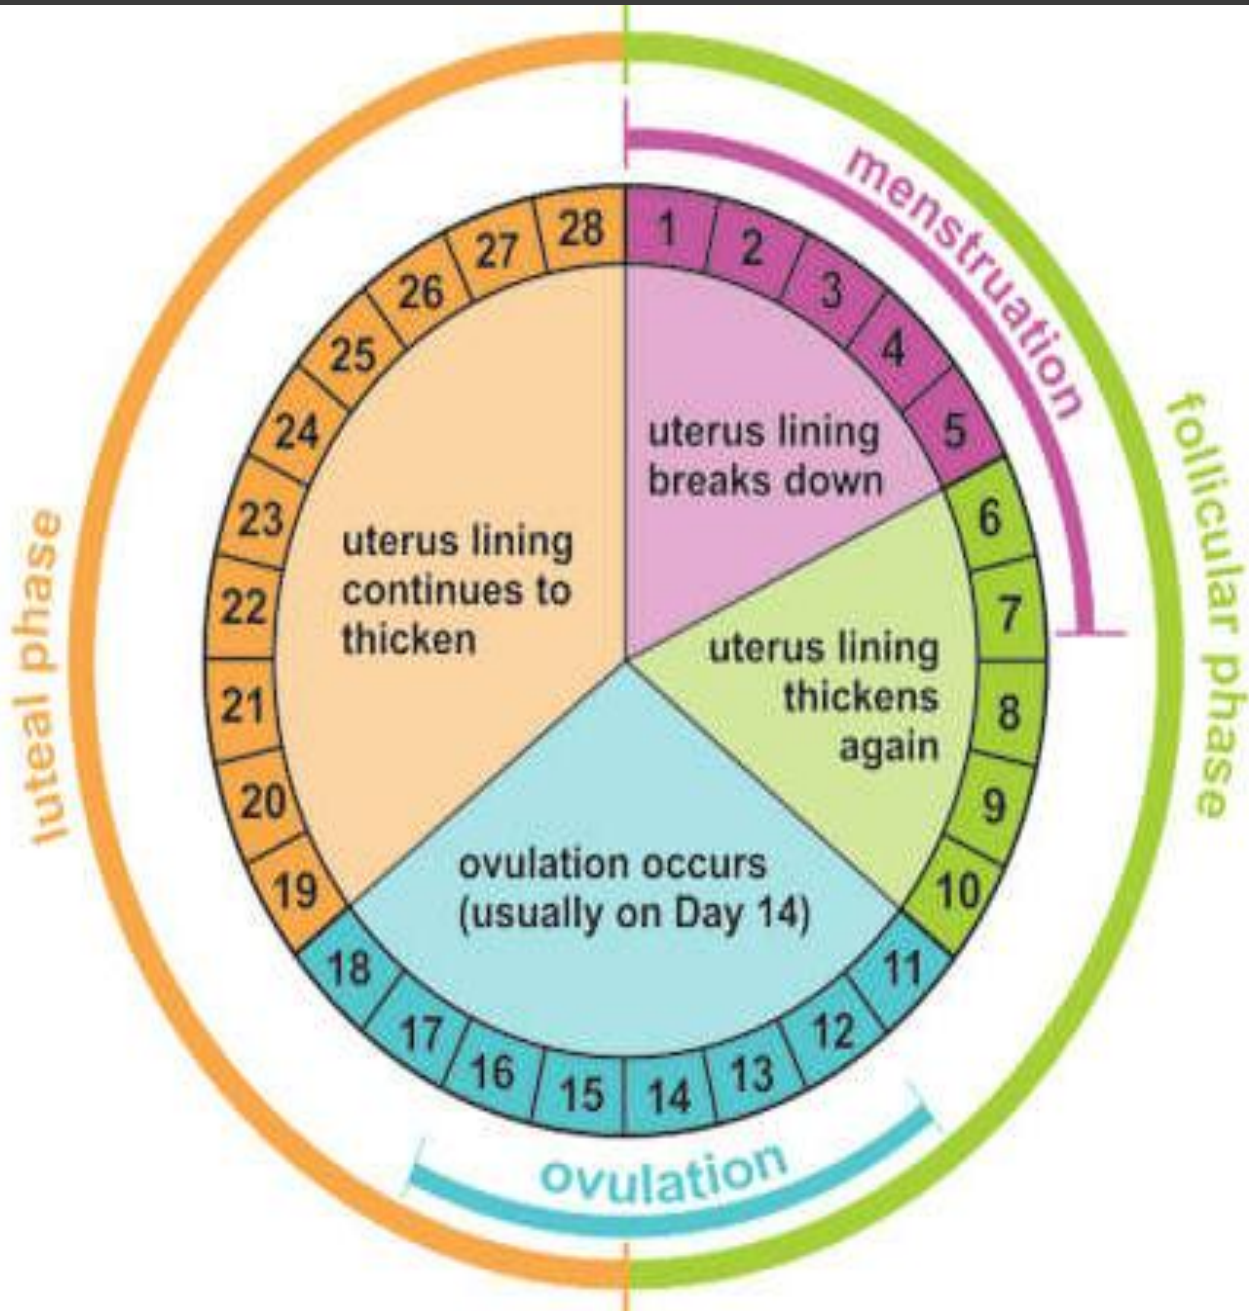 menstruation
follicular phase
luteal phase
ovulation
1
2
3
4
5
6
7
8
9
10
11
12
13
14
15
16
17
18
19
20
21
22
23
24
25
26
27
28
uterus lining
breaks down
uterus lining
thickens
again
ovulation occurs
(usually on Day 14)
uterus lining
continues to
thicken